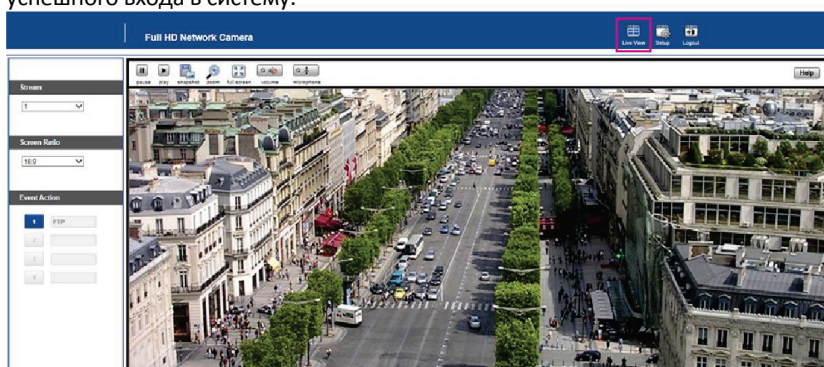 успешного входа в систему.
Full HD Network Camera
Live View Setup Logout
pause play snapshot zoom full screen volume microphone
Help
Stream
1
Screen Ratio
16:9
Event Action
1 FTP
2
3
4